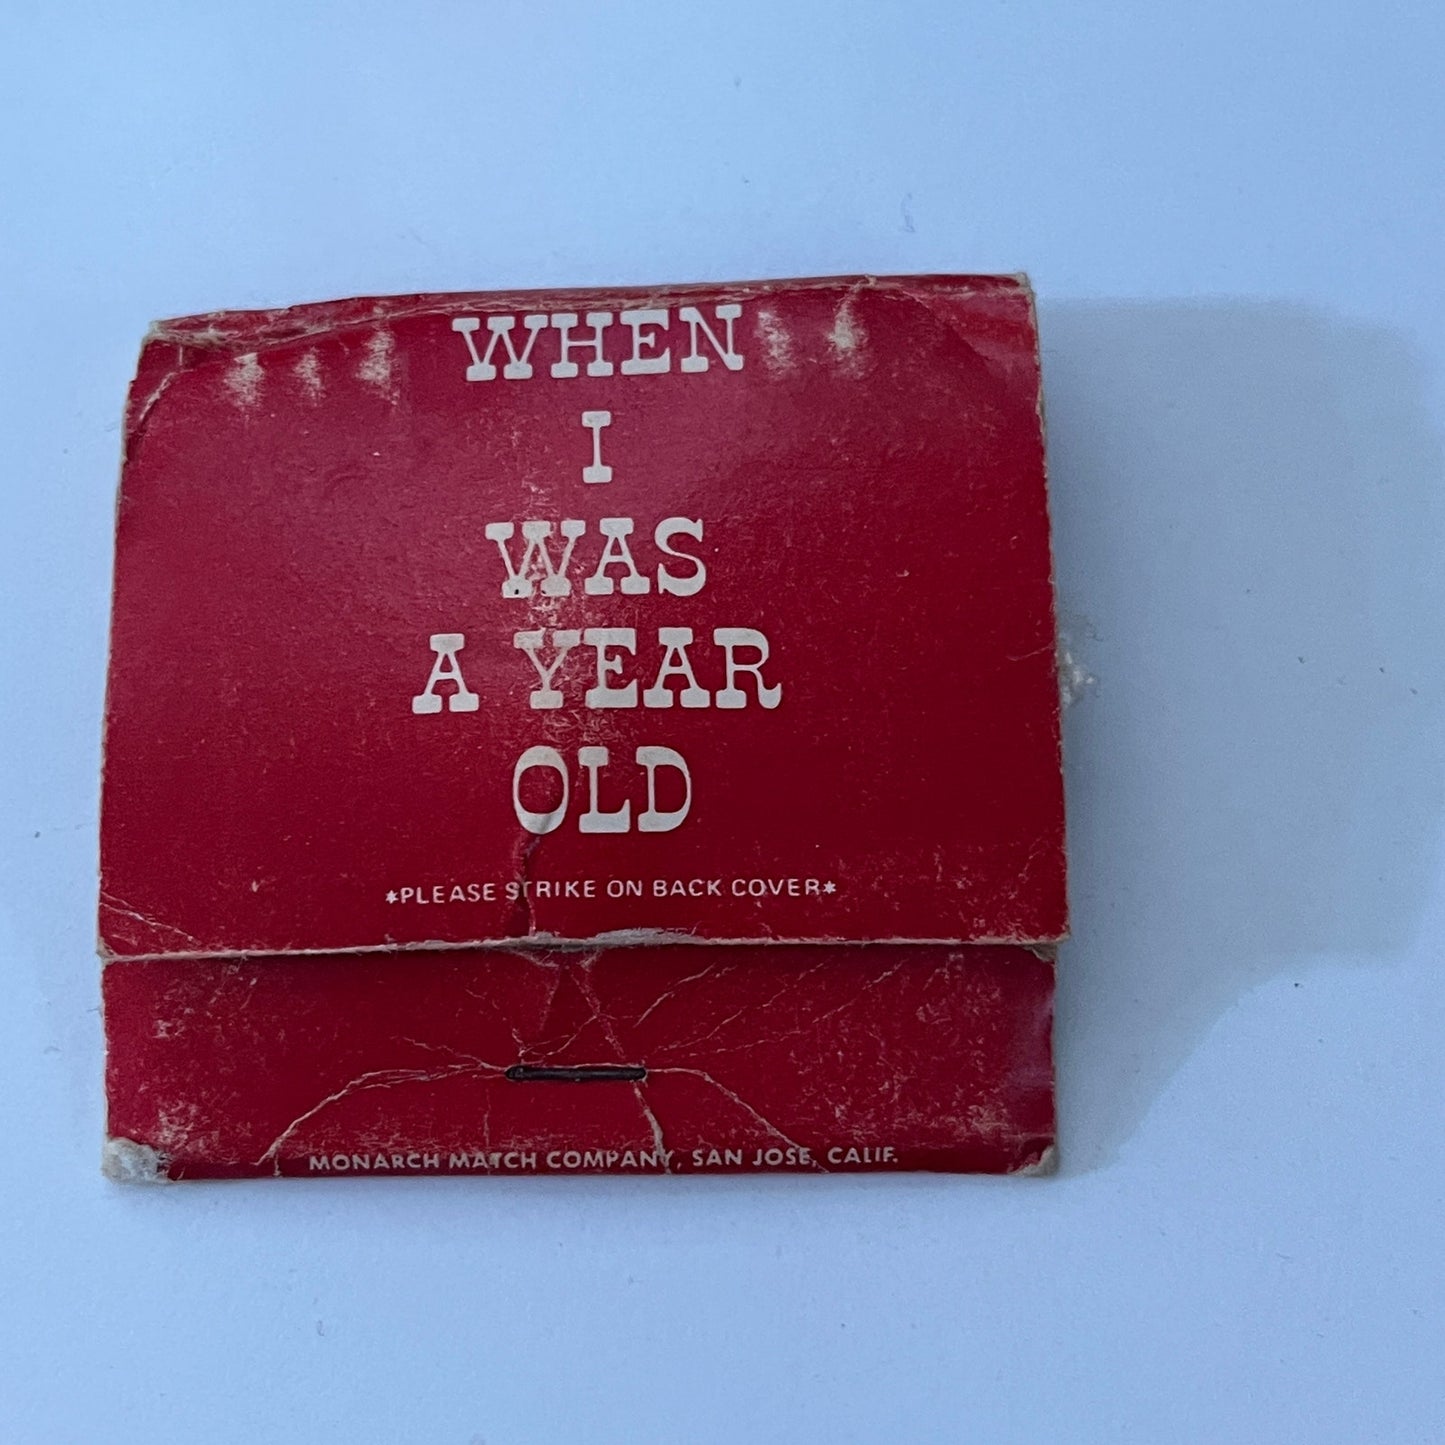 WHEN
I
WAS
A YEAR
OLD
*PLEASE STRIKE ON BACK COVER*
MONARCH MATCH COMPANY, SAN JOSE, CALIF.